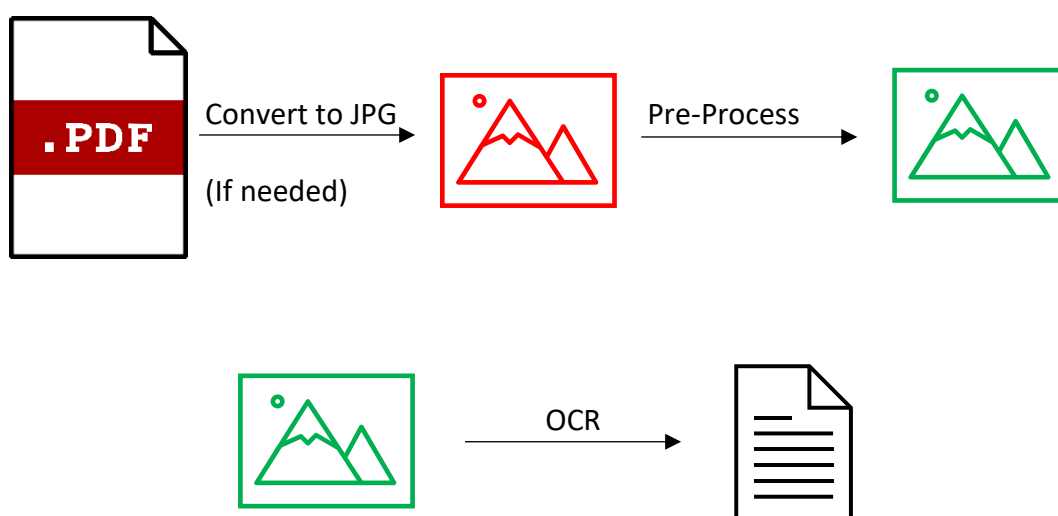 .PDF
Convert to JPG
(If needed)
Pre-Process
OCR